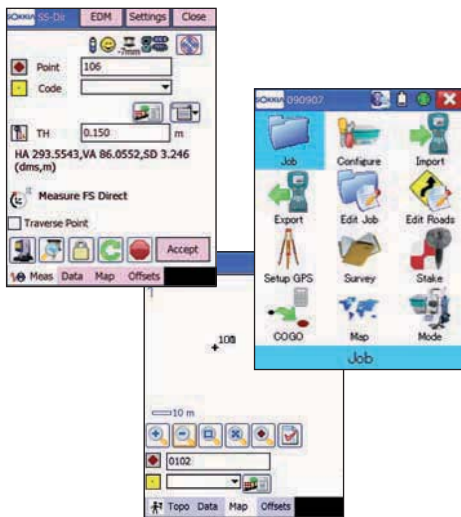 SOKKIA SS-Dir EDM Settings Close
-7mm
Point 106
Code
TH 0.150 m
HA 293.5543,VA 86.0552,SD 3.246
(dms,m)
Measure FS Direct
Traverse Point
Accept
Meas Data Map Offsets
SOKKIA 090907
Job Configure Import
Export Edit Job Edit Roads
Setup GPS Survey Stake
COGO Map Mode
Job
10 m
0102
Topo Data Map Offsets